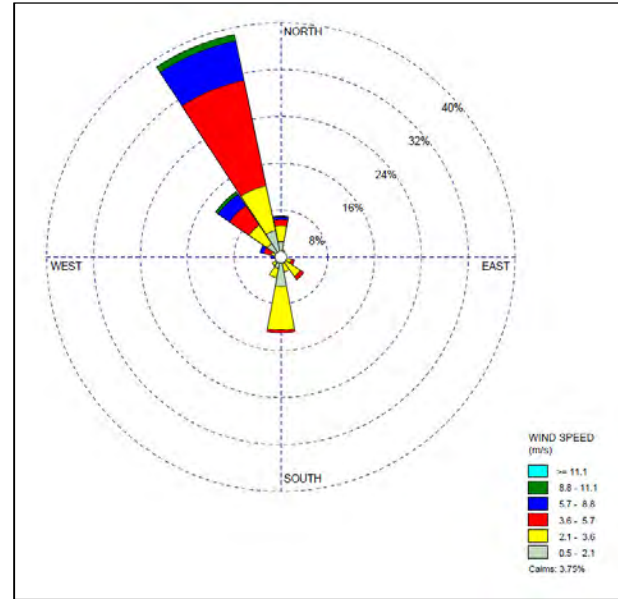 NORTH
40%
32%
24%
16%
8%
WEST
EAST
SOUTH
WIND SPEED
(m/s)
>= 11.1
8.8 - 11.1
5.7 - 8.8
3.6 - 5.7
2.1 - 3.6
0.5 - 2.1
Calms: 3.75%